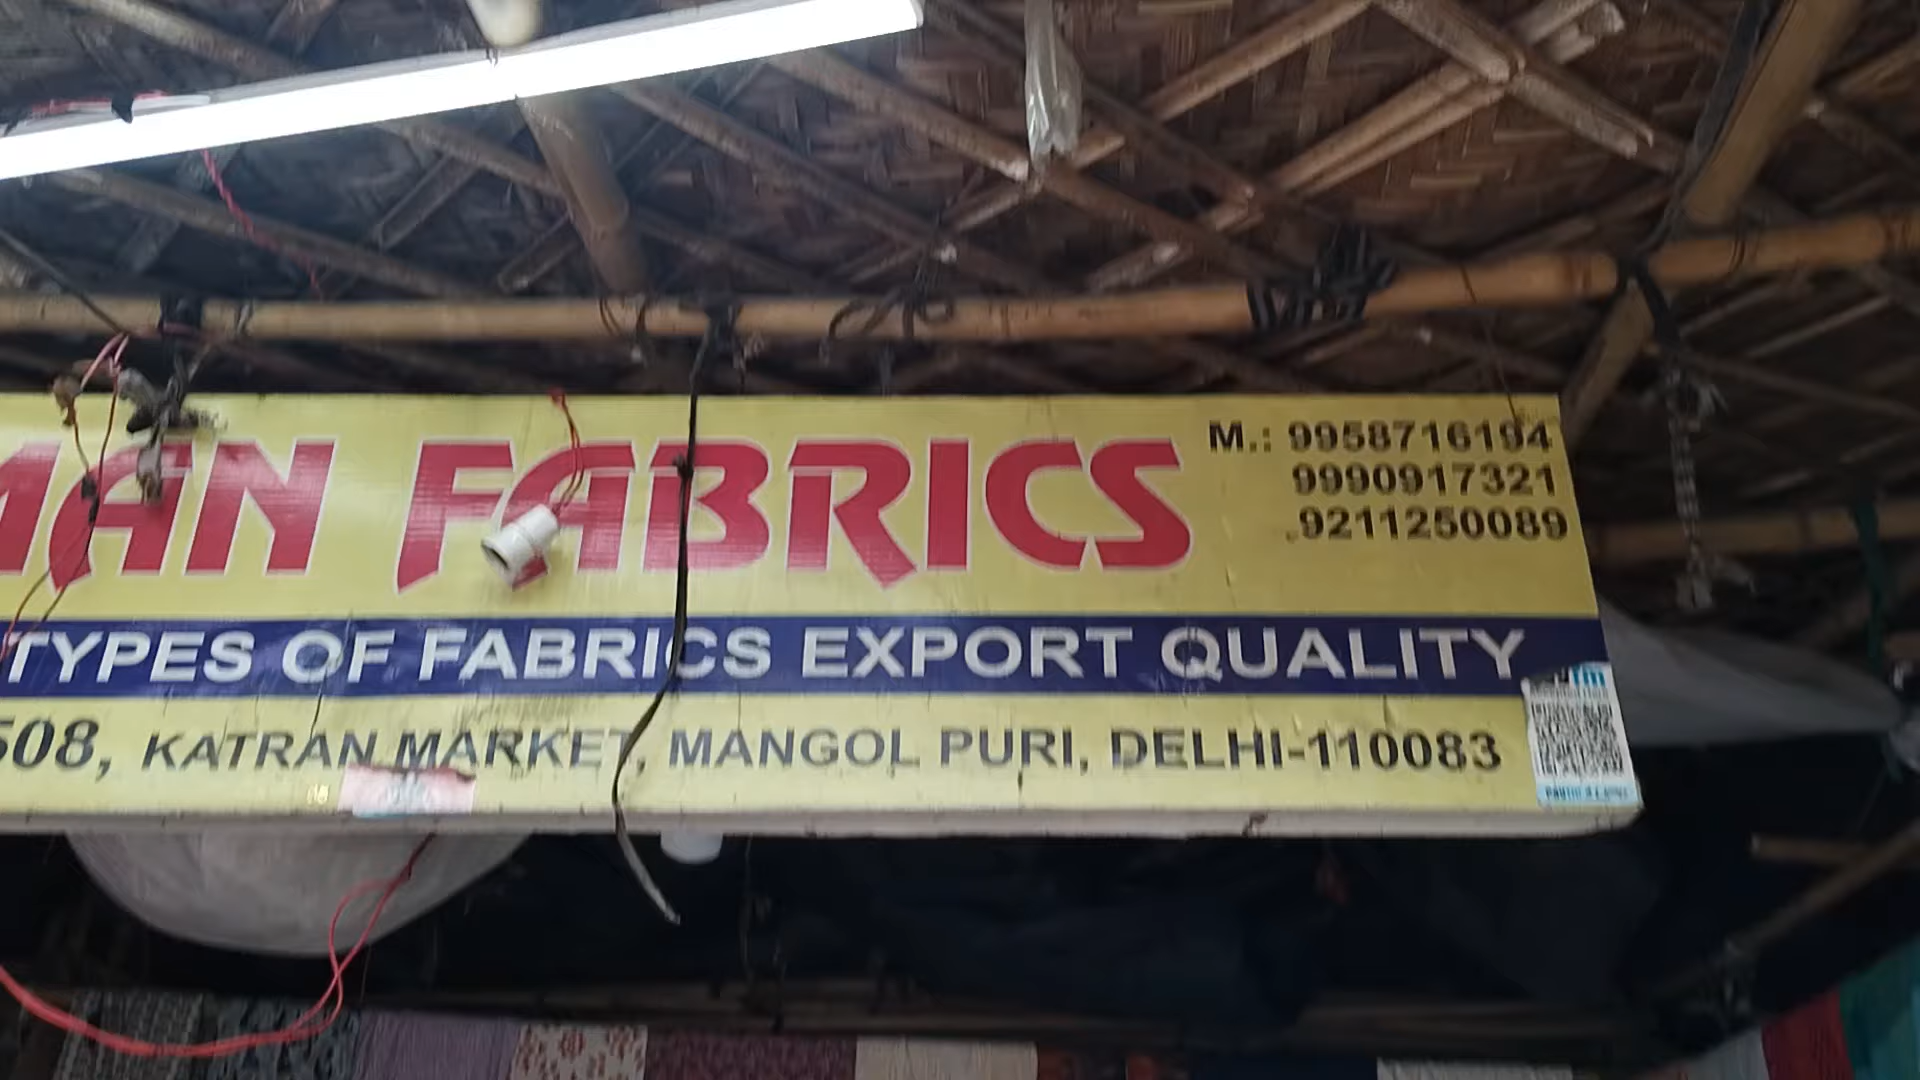 MAN FABRICS
M.: 9958716194
9990917321
9211250089
TYPES OF FABRICS EXPORT QUALITY
508, KATRAN MARKET, MANGOL PURI, DELHI-110083